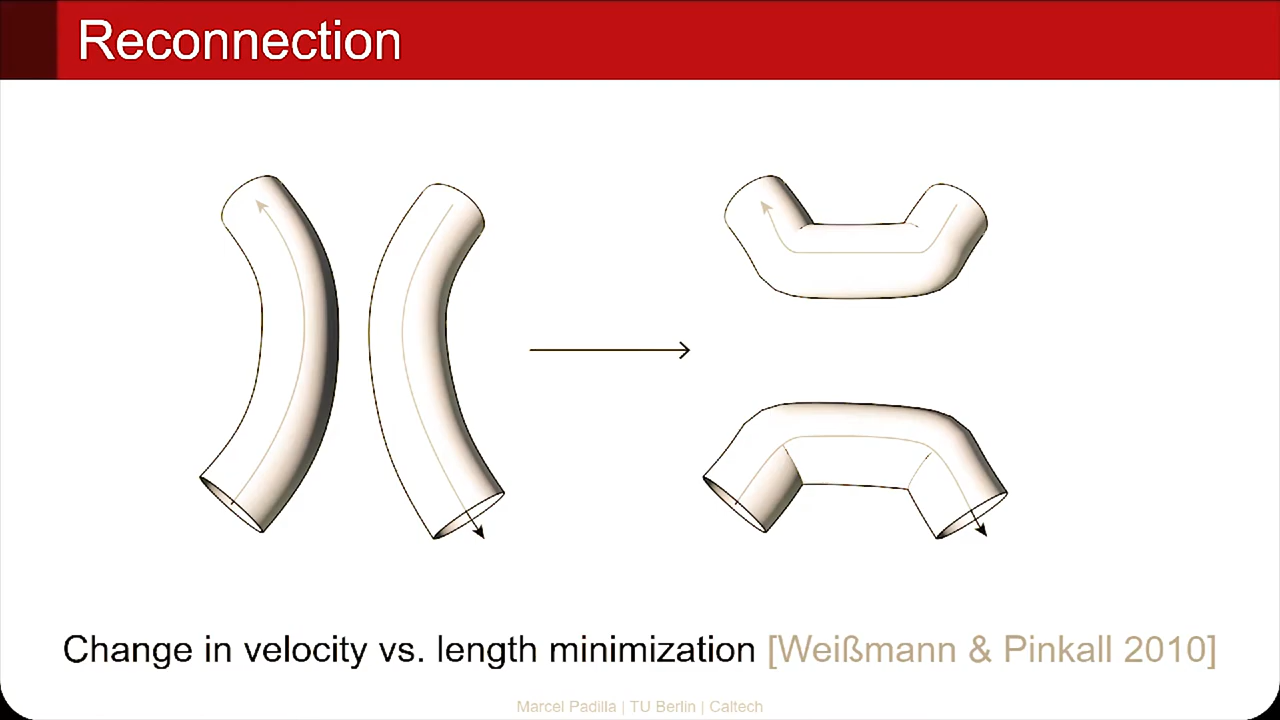 Reconnection
Change in velocity vs. length minimization [Weißmann & Pinkall 2010]
Marcel Padilla | TU Berlin | Caltech